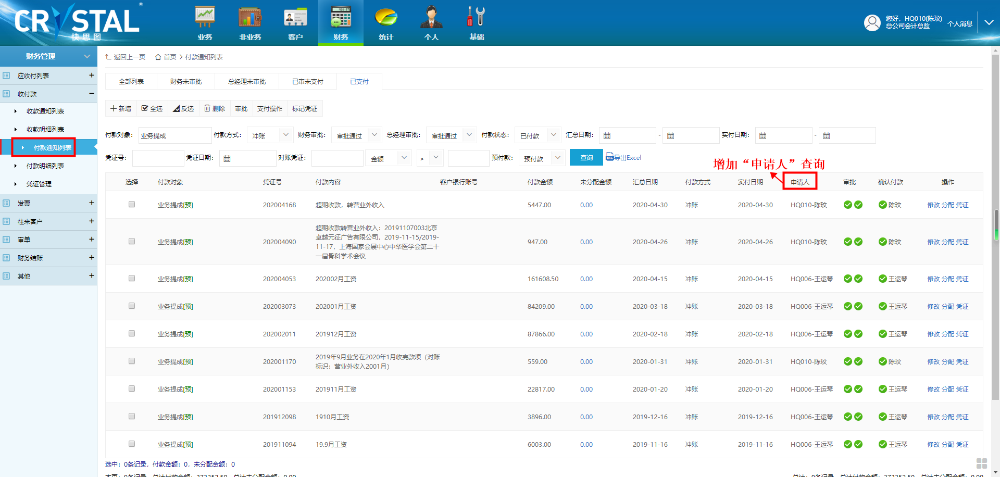 CRYSTAL ®
快思图
业务 非业务 客户 财务 统计 个人 基础
您好，HQ010(陈玟)
总公司会计总监
个人消息
财务管理
应收付列表 +
收付款 −
收款通知列表
收款明细列表
付款通知列表
付款明细列表
凭证管理
发票 +
往来客户 +
审单 +
财务结账 +
其他 +
返回上一页 首页 > 付款通知列表
全部列表 财务未审批 总经理未审批 已审未支付 已支付
新增 全选 反选 删除 审批 支付操作 标记凭证
付款对象： 业务提成 付款方式： 冲账 财务审批： 审批通过 总经理审批： 审批通过 付款状态： 已付款 汇总日期： - 实付日期： -
凭证号： 凭证日期： 对账凭证： 金额 > 预付款： 预付款 查询 导出Excel
增加“申请人”查询
选择 付款对象 凭证号 付款内容 客户银行账号 付款金额 未分配金额 汇总日期 付款方式 实付日期 申请人 审批 确认付款 操作
业务提成[预] 202004168 超期收款，转营业外收入 5447.00 0.00 2020-04-30 冲账 2020-04-30 HQ010-陈玟 陈玟 修改 分配 凭证
超期收款转营业外收入：20191107003北京
卓越元征广告有限公司，2019-11-15/2019-
业务提成[预] 202004090 947.00 0.00 2020-04-26 冲账 2020-04-26 HQ010-陈玟 陈玟 修改 分配 凭证
11-17，上海国家会展中心中华医学会第二十
一届骨科学术会议
业务提成[预] 202004053 202002月工资 161608.50 0.00 2020-04-15 冲账 2020-04-15 HQ006-王运琴 王运琴 修改 分配 凭证
业务提成[预] 202003073 202001月工资 84209.00 0.00 2020-03-18 冲账 2020-03-18 HQ006-王运琴 王运琴 修改 分配 凭证
业务提成[预] 202002011 201912月工资 87866.00 0.00 2020-02-18 冲账 2020-02-18 HQ006-王运琴 王运琴 修改 分配 凭证
2019年9月业务在2020年1月收完款项（对账
业务提成[预] 202001170 559.00 0.00 2020-01-31 冲账 2020-01-31 HQ010-陈玟 陈玟 修改 分配 凭证
标识：营业外收入2001月）
业务提成[预] 202001153 201911月工资 22817.00 0.00 2020-01-20 冲账 2020-01-20 HQ006-王运琴 王运琴 修改 分配 凭证
业务提成[预] 201912098 1910月工资 3896.00 0.00 2019-12-16 冲账 2019-12-16 HQ006-王运琴 王运琴 修改 分配 凭证
业务提成[预] 201911094 19.9月工资 6003.00 0.00 2019-11-16 冲账 2019-11-16 HQ006-王运琴 王运琴 修改 分配 凭证
选中：0条记录，付款金额：0，未分配金额：0
本页：9条记录，总计付款金额：373352.50，总计未分配金额：0.00 总计：9条记录，总计付款金额：373352.50，总计未分配金额：0.00